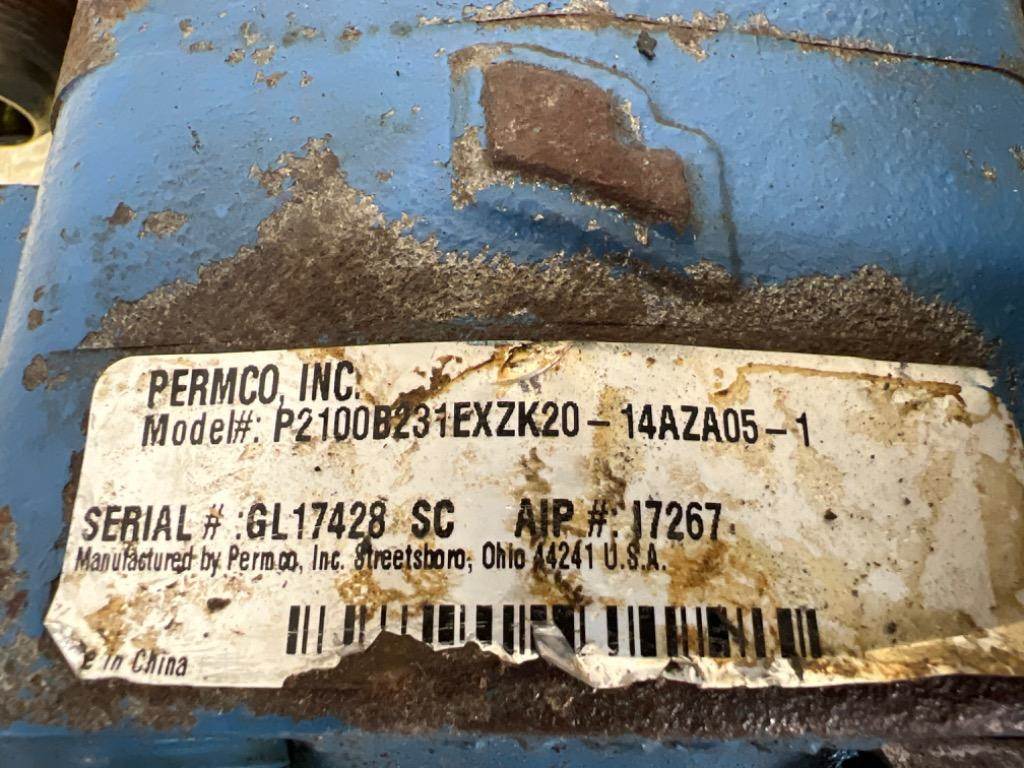 PERMCO, INC.
Model#: P2100B231EXZK20-14AZA05-1
SERIAL # :GL17428 SC AIP #: J7267
Manufactured by Permco, Inc. Streetsboro, Ohio 44241 U.S.A.
e in China